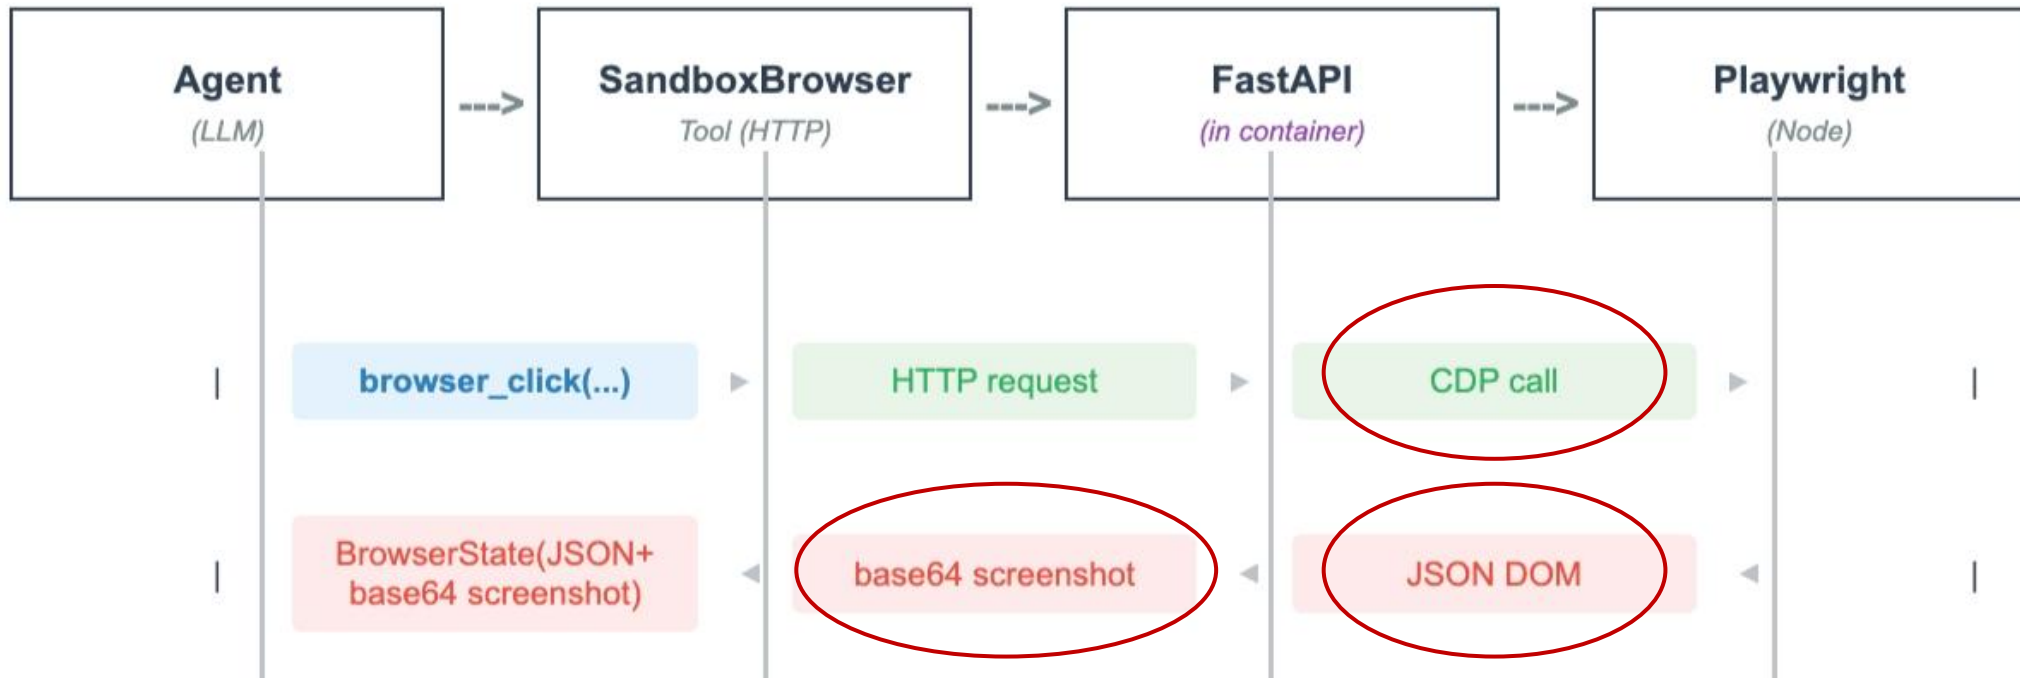 Agent
(LLM)
--->
SandboxBrowser
Tool (HTTP)
--->
FastAPI
(in container)
--->
Playwright
(Node)
|
browser_click(...)
HTTP request
CDP call
|
|
BrowserState(JSON+
base64 screenshot)
base64 screenshot
JSON DOM
|